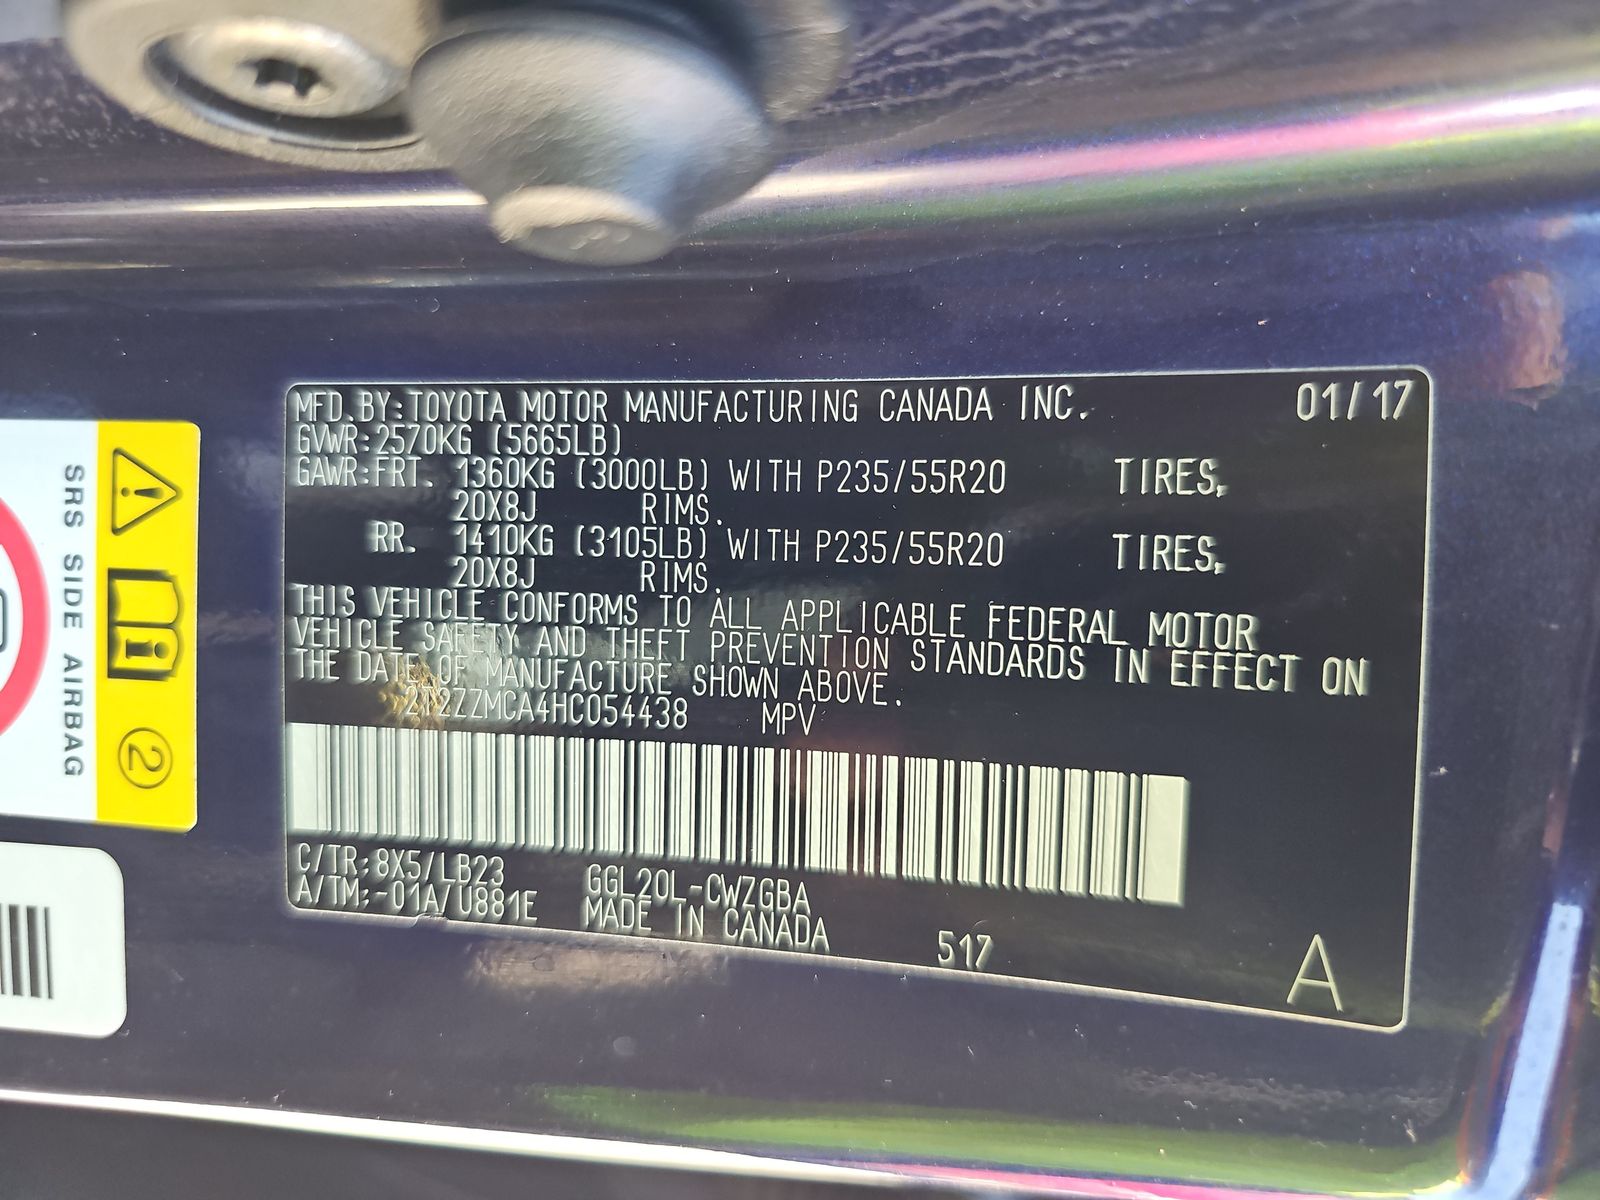 MFD.BY:TOYOTA MOTOR MANUFACTURING CANADA INC. 01/17
GVWR:2570KG (5665LB)
GAWR:FRT. 1360KG (3000LB) WITH P235/55R20 TIRES,
20X8J RIMS.
RR. 1410KG (3105LB) WITH P235/55R20 TIRES,
20X8J RIMS.
THIS VEHICLE CONFORMS TO ALL APPLICABLE FEDERAL MOTOR
VEHICLE SAFETY AND THEFT PREVENTION STANDARDS IN EFFECT ON
THE DATE OF MANUFACTURE SHOWN ABOVE.
2T2ZZMCA4HC054438 MPV
C/TR:8X5/LB23 GGL20L-CWZGBA
A/TM:-01A/U881E MADE IN CANADA 517 A
SRS SIDE AIRBAG
2